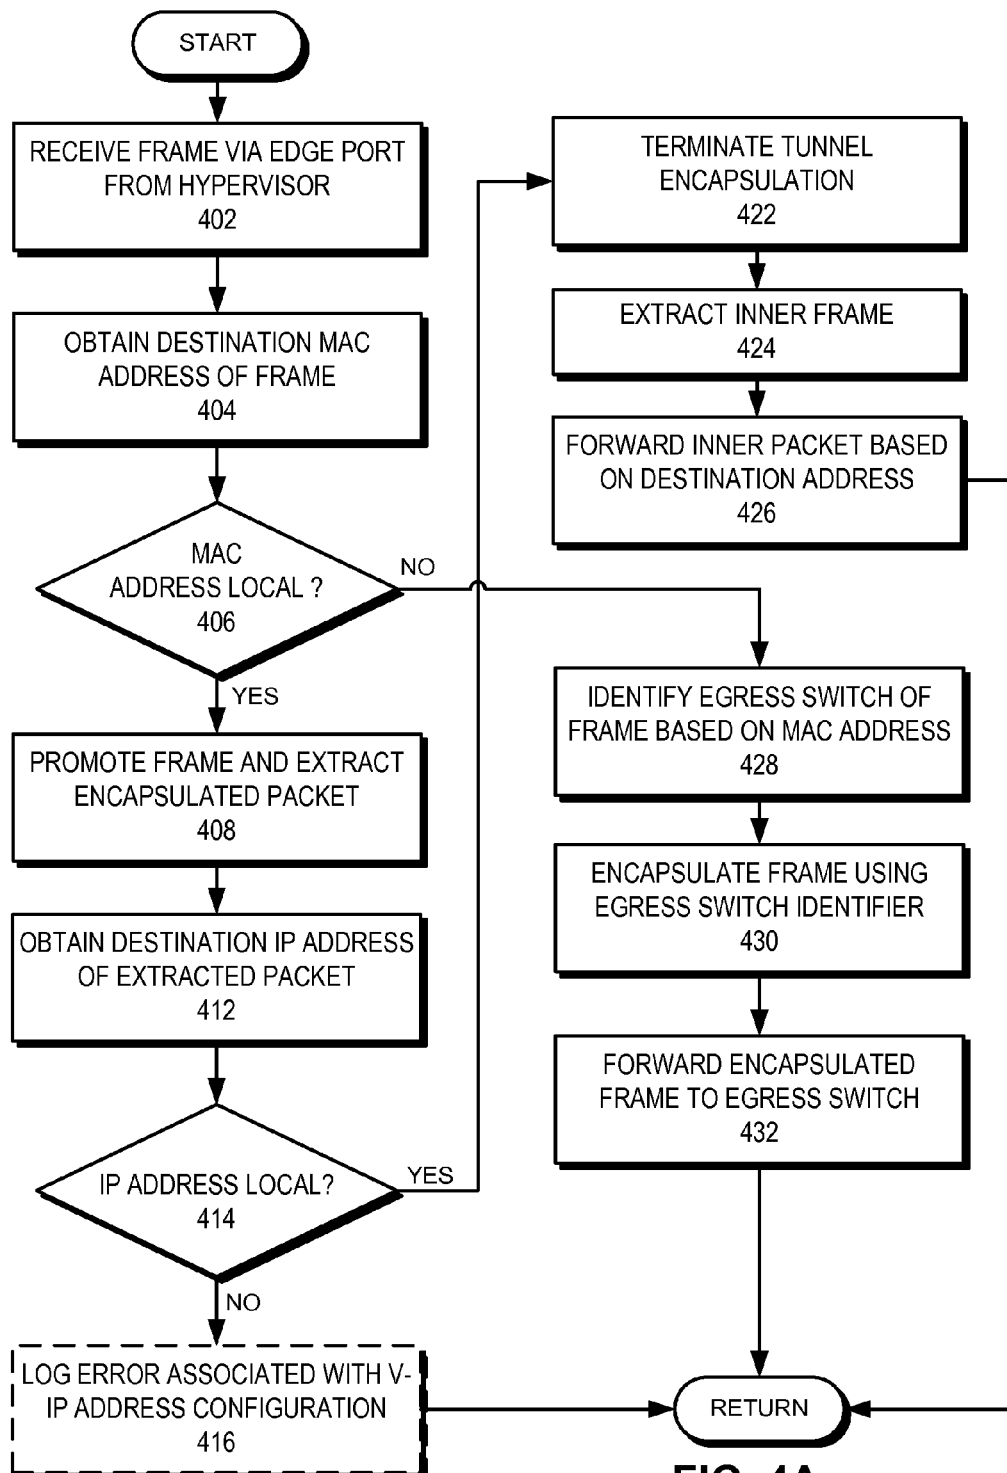 START
RECEIVE FRAME VIA EDGE PORT
FROM HYPERVISOR
402
OBTAIN DESTINATION MAC
ADDRESS OF FRAME
404
MAC
ADDRESS LOCAL ?
406
NO
YES
PROMOTE FRAME AND EXTRACT
ENCAPSULATED PACKET
408
OBTAIN DESTINATION IP ADDRESS
OF EXTRACTED PACKET
412
IP ADDRESS LOCAL?
414
YES
NO
LOG ERROR ASSOCIATED WITH V-
IP ADDRESS CONFIGURATION
416
TERMINATE TUNNEL
ENCAPSULATION
422
EXTRACT INNER FRAME
424
FORWARD INNER PACKET BASED
ON DESTINATION ADDRESS
426
IDENTIFY EGRESS SWITCH OF
FRAME BASED ON MAC ADDRESS
428
ENCAPSULATE FRAME USING
EGRESS SWITCH IDENTIFIER
430
FORWARD ENCAPSULATED
FRAME TO EGRESS SWITCH
432
RETURN
FIG. 4A